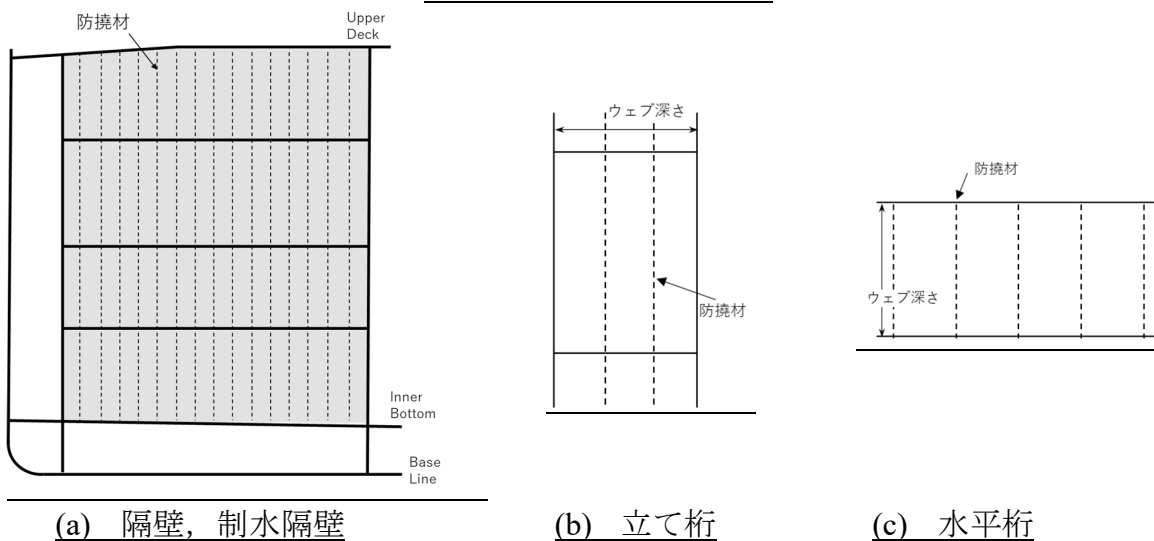 防撓材
Upper
Deck
Inner
Bottom
Base
Line
(a) 隔壁，制水隔壁
ウェブ深さ
防撓材
(b) 立て桁
防撓材
ウェブ深さ
(c) 水平桁